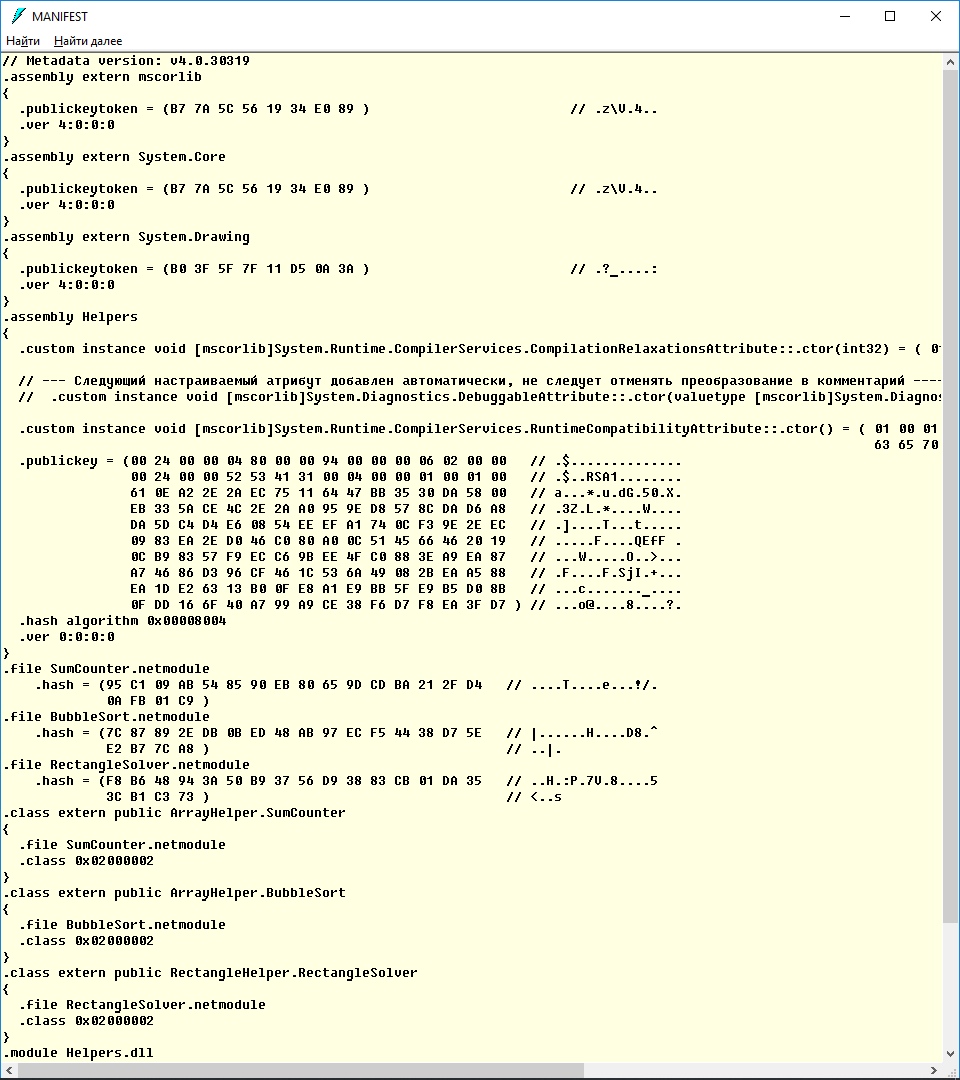 MANIFEST
Найти Найти далее
// Metadata version: v4.0.30319
.assembly extern mscorlib
{
  .publickeytoken = (B7 7A 5C 56 19 34 E0 89 )                         // .z\V.4..
  .ver 4:0:0:0
}
.assembly extern System.Core
{
  .publickeytoken = (B7 7A 5C 56 19 34 E0 89 )                         // .z\V.4..
  .ver 4:0:0:0
}
.assembly extern System.Drawing
{
  .publickeytoken = (B0 3F 5F 7F 11 D5 0A 3A )                         // .?_....:
  .ver 4:0:0:0
}
.assembly Helpers
{
  .custom instance void [mscorlib]System.Runtime.CompilerServices.CompilationRelaxationsAttribute::.ctor(int32) = ( 0
  // --- Следующий настраиваемый атрибут добавлен автоматически, не следует отменять преобразование в комментарий ----
  //  .custom instance void [mscorlib]System.Diagnostics.DebuggableAttribute::.ctor(valuetype [mscorlib]System.Diagnos
  .custom instance void [mscorlib]System.Runtime.CompilerServices.RuntimeCompatibilityAttribute::.ctor() = ( 01 00 01
63 65 70
  .publickey = (00 24 00 00 04 80 00 00 94 00 00 00 06 02 00 00   // .$..............
                00 24 00 00 52 53 41 31 00 04 00 00 01 00 01 00   // .$..RSA1........
                61 0E A2 2E 2A EC 75 11 64 47 BB 35 30 DA 58 00   // a...*.u.dG.50.X.
                EB 33 5A CE 4C 2E 2A A0 95 9E D8 57 8C DA D6 A8   // .3Z.L.*....W....
                DA 5D C4 D4 E6 08 54 EE EF A1 74 0C F3 9E 2E EC   // .]....T...t.....
                09 83 EA 2E D0 46 C0 80 A0 0C 51 45 66 46 20 19   // .....F....QEfF .
                0C B9 83 57 F9 EC C6 9B EE 4F C0 88 3E A9 EA 87   // ...W.....O..>...
                A7 46 86 D3 96 CF 46 1C 53 6A 49 08 2B EA A5 88   // .F....F.SjI.+...
                EA 1D E2 63 13 B0 0F E8 A1 E9 BB 5F E9 B5 D0 8B   // ...c......._....
                0F DD 16 6F 40 A7 99 A9 CE 38 F6 D7 F8 EA 3F D7 ) // ...o@....8....?.
  .hash algorithm 0x00008004
  .ver 0:0:0:0
}
.file SumCounter.netmodule
    .hash = (95 C1 09 AB 54 85 90 EB 80 65 9D CD BA 21 2F D4   // ....T....e...!/.
             0A FB 01 C9 )
.file BubbleSort.netmodule
    .hash = (7C 87 89 2E DB 0B ED 48 AB 97 EC F5 44 38 D7 5E   // |......H....D8.^
             E2 B7 7C A8 )                                     // ..|.
.file RectangleSolver.netmodule
    .hash = (F8 B6 48 94 3A 50 B9 37 56 D9 38 83 CB 01 DA 35   // ..H.:P.7V.8....5
             3C B1 C3 73 )                                     // <..s
.class extern public ArrayHelper.SumCounter
{
  .file SumCounter.netmodule
  .class 0x02000002
}
.class extern public ArrayHelper.BubbleSort
{
  .file BubbleSort.netmodule
  .class 0x02000002
}
.class extern public RectangleHelper.RectangleSolver
{
  .file RectangleSolver.netmodule
  .class 0x02000002
}
.module Helpers.dll